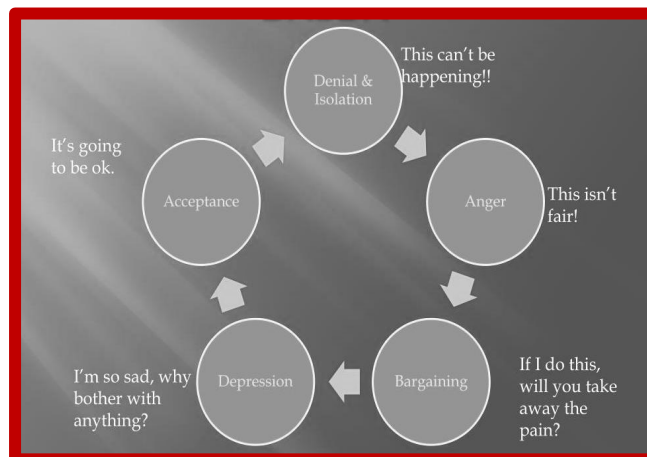 Denial &
Isolation
This can't be
happening!!
Anger
This isn't
fair!
Bargaining
If I do this,
will you take
away the
pain?
Depression
I'm so sad, why
bother with
anything?
Acceptance
It's going
to be ok.